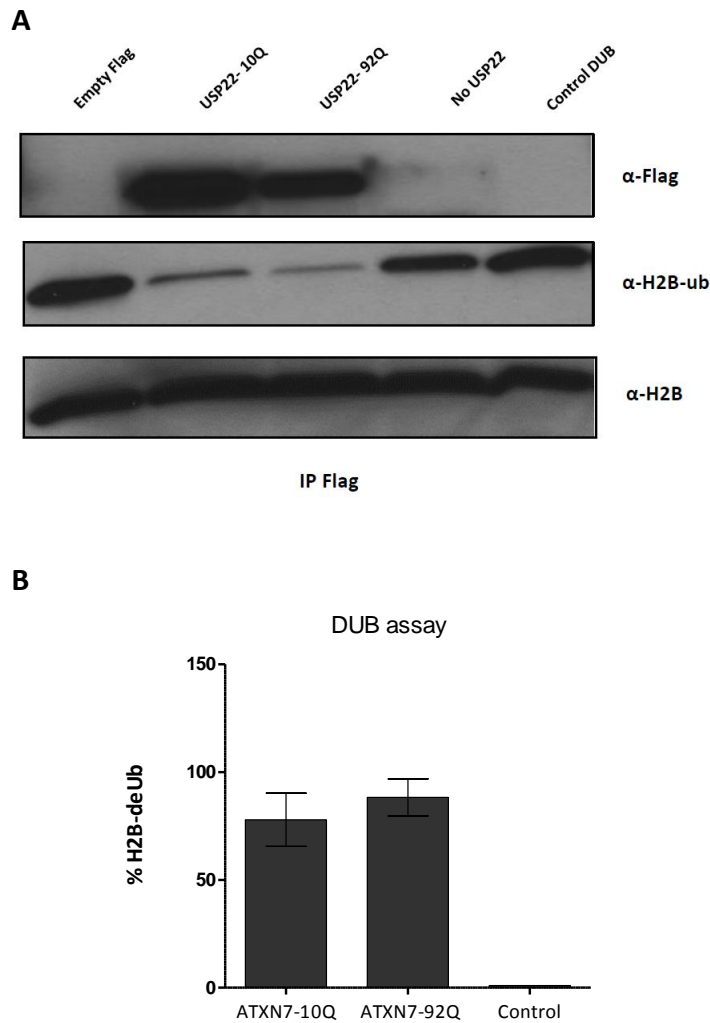 A
Empty Flag
USP22- 10Q
USP22- 92Q
No USP22
Control DUB
α-Flag
α-H2B-ub
α-H2B
IP Flag
B
DUB assay
150
100
50
0
% H2B-deUb
ATXN7-10Q
ATXN7-92Q
Control